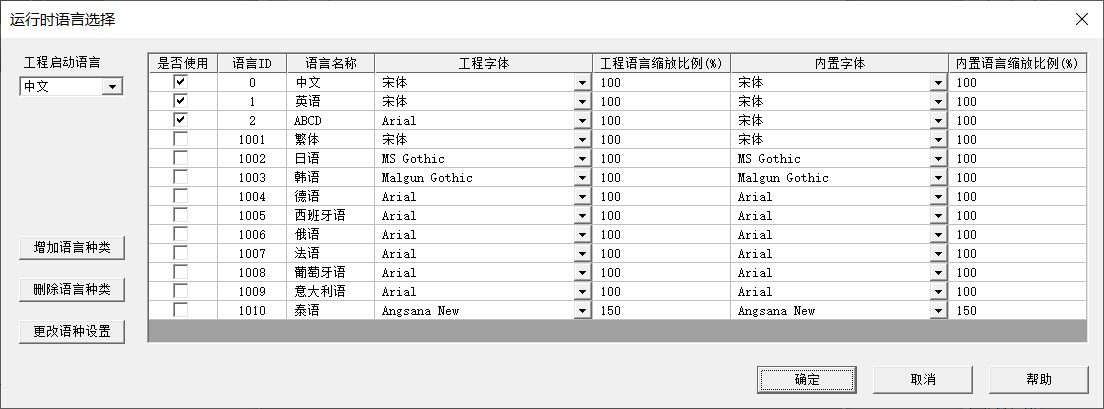 运行时语言选择
工程启动语言
中文
是否使用 语言ID 语言名称 工程字体 工程语言缩放比例(%) 内置字体 内置语言缩放比例(%)
0 中文 宋体 100 宋体 100
1 英语 宋体 100 宋体 100
2 ABCD Arial 100 宋体 100
1001 繁体 宋体 100 宋体 100
1002 日语 MS Gothic 100 MS Gothic 100
1003 韩语 Malgun Gothic 100 Malgun Gothic 100
1004 德语 Arial 100 Arial 100
1005 西班牙语 Arial 100 Arial 100
1006 俄语 Arial 100 Arial 100
1007 法语 Arial 100 Arial 100
1008 葡萄牙语 Arial 100 Arial 100
1009 意大利语 Arial 100 Arial 100
1010 泰语 Angsana New 150 Angsana New 150
增加语言种类
删除语言种类
更改语种设置
确定 取消 帮助